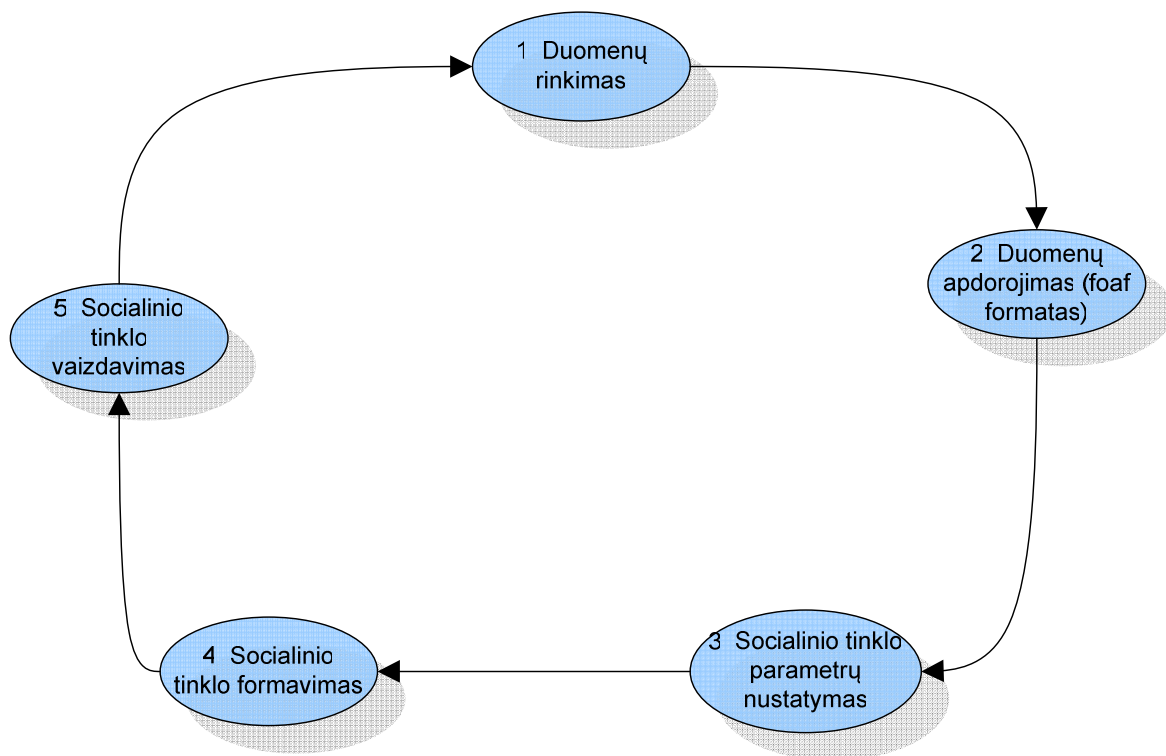 1 Duomenų
rinkimas
2 Duomenų
apdorojimas (foaf
formatas)
3 Socialinio tinklo
parametrų
nustatymas
4 Socialinio
tinklo formavimas
5 Socialinio
tinklo
vaizdavimas